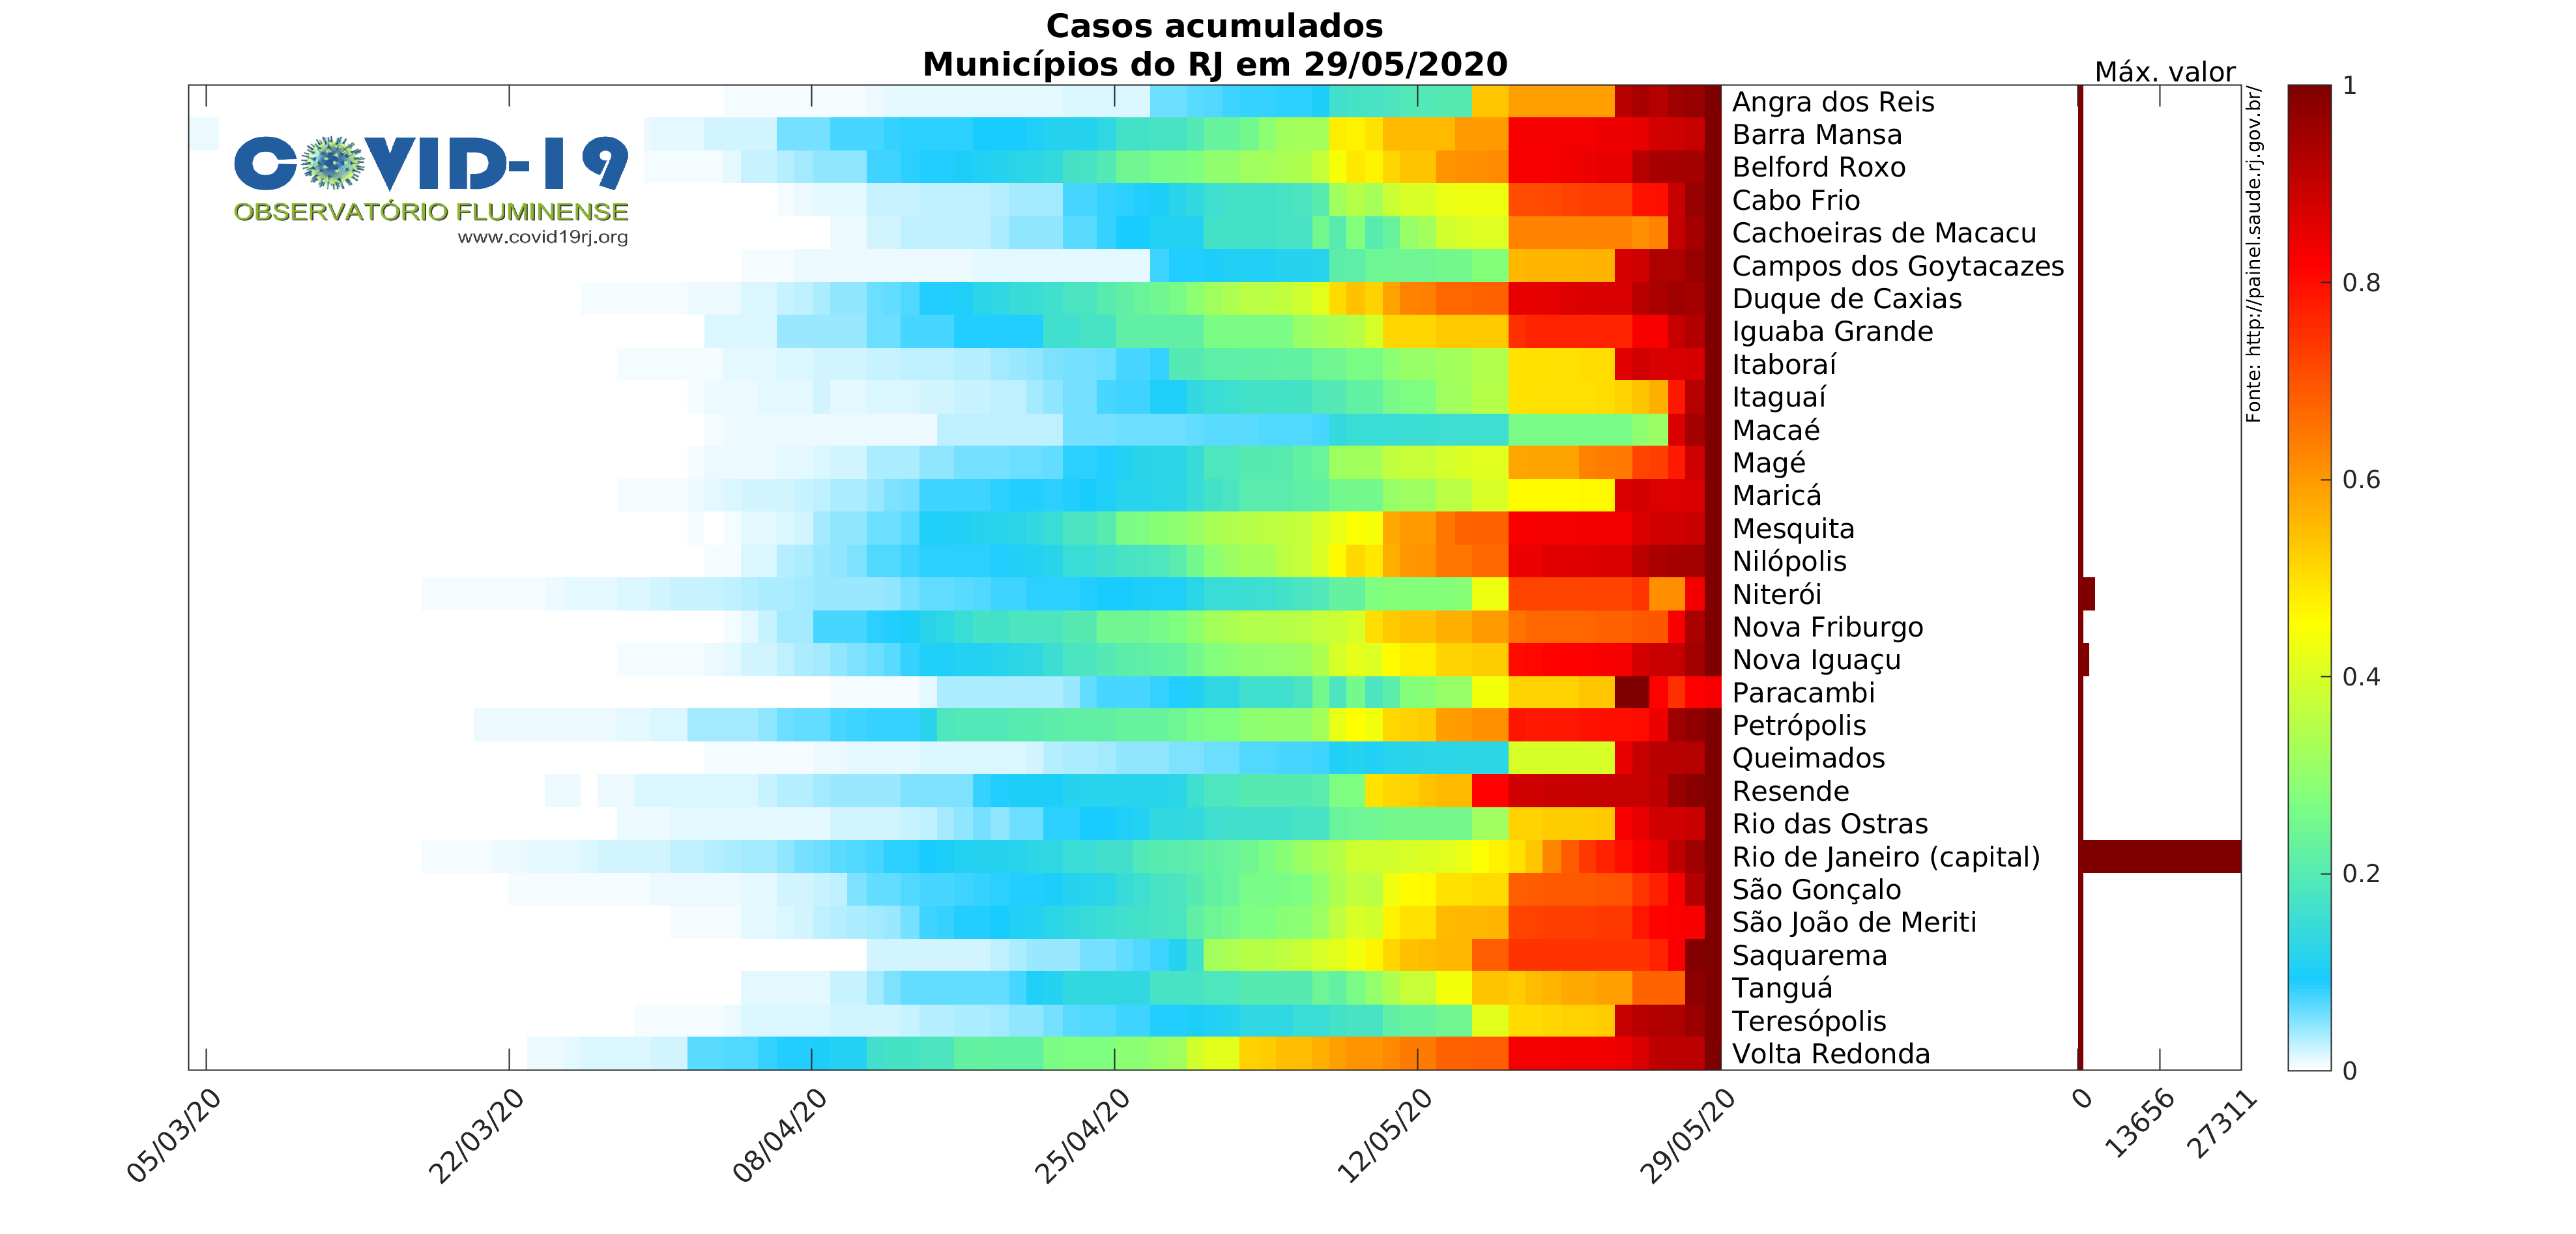 Casos acumulados
Municípios do RJ em 29/05/2020
Máx. valor
COVID-19
OBSERVATÓRIO FLUMINENSE
www.covid19rj.org
Angra dos Reis
Barra Mansa
Belford Roxo
Cabo Frio
Cachoeiras de Macacu
Campos dos Goytacazes
Duque de Caxias
Iguaba Grande
Itaboraí
Itaguaí
Macaé
Magé
Maricá
Mesquita
Nilópolis
Niterói
Nova Friburgo
Nova Iguaçu
Paracambi
Petrópolis
Queimados
Resende
Rio das Ostras
Rio de Janeiro (capital)
São Gonçalo
São João de Meriti
Saquarema
Tanguá
Teresópolis
Volta Redonda
Fonte: http://painel.saude.rj.gov.br/
1
0.8
0.6
0.4
0.2
0
05/03/20
22/03/20
08/04/20
25/04/20
12/05/20
29/05/20
0
13656
27311